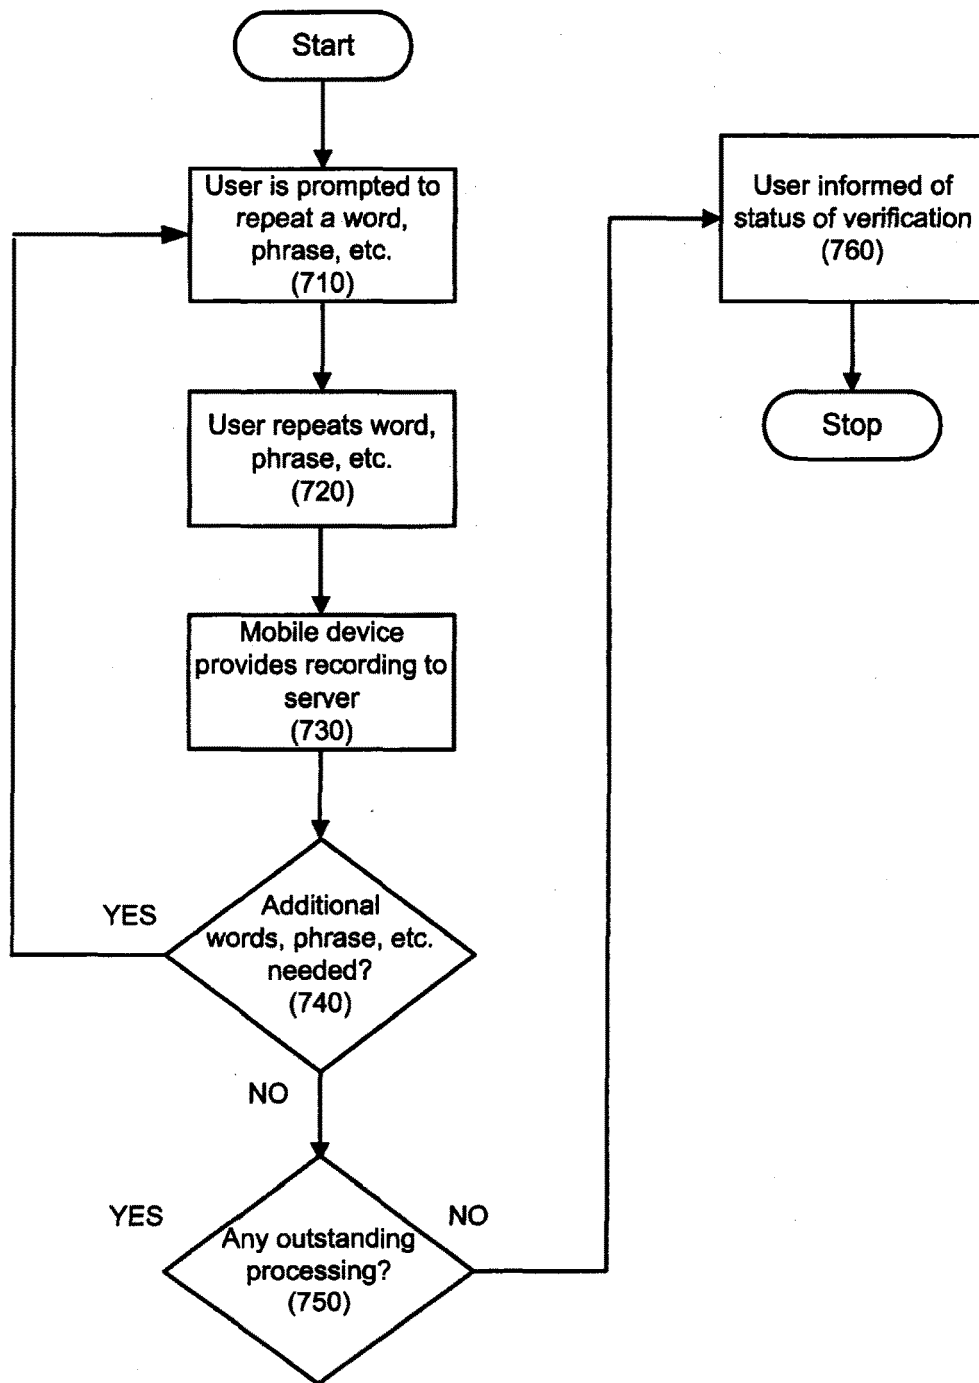 Start
User is prompted to
repeat a word,
phrase, etc.
(710)
User repeats word,
phrase, etc.
(720)
Mobile device
provides recording to
server
(730)
YES
Additional
words, phrase, etc.
needed?
(740)
NO
YES
NO
Any outstanding
processing?
(750)
User informed of
status of verification
(760)
Stop